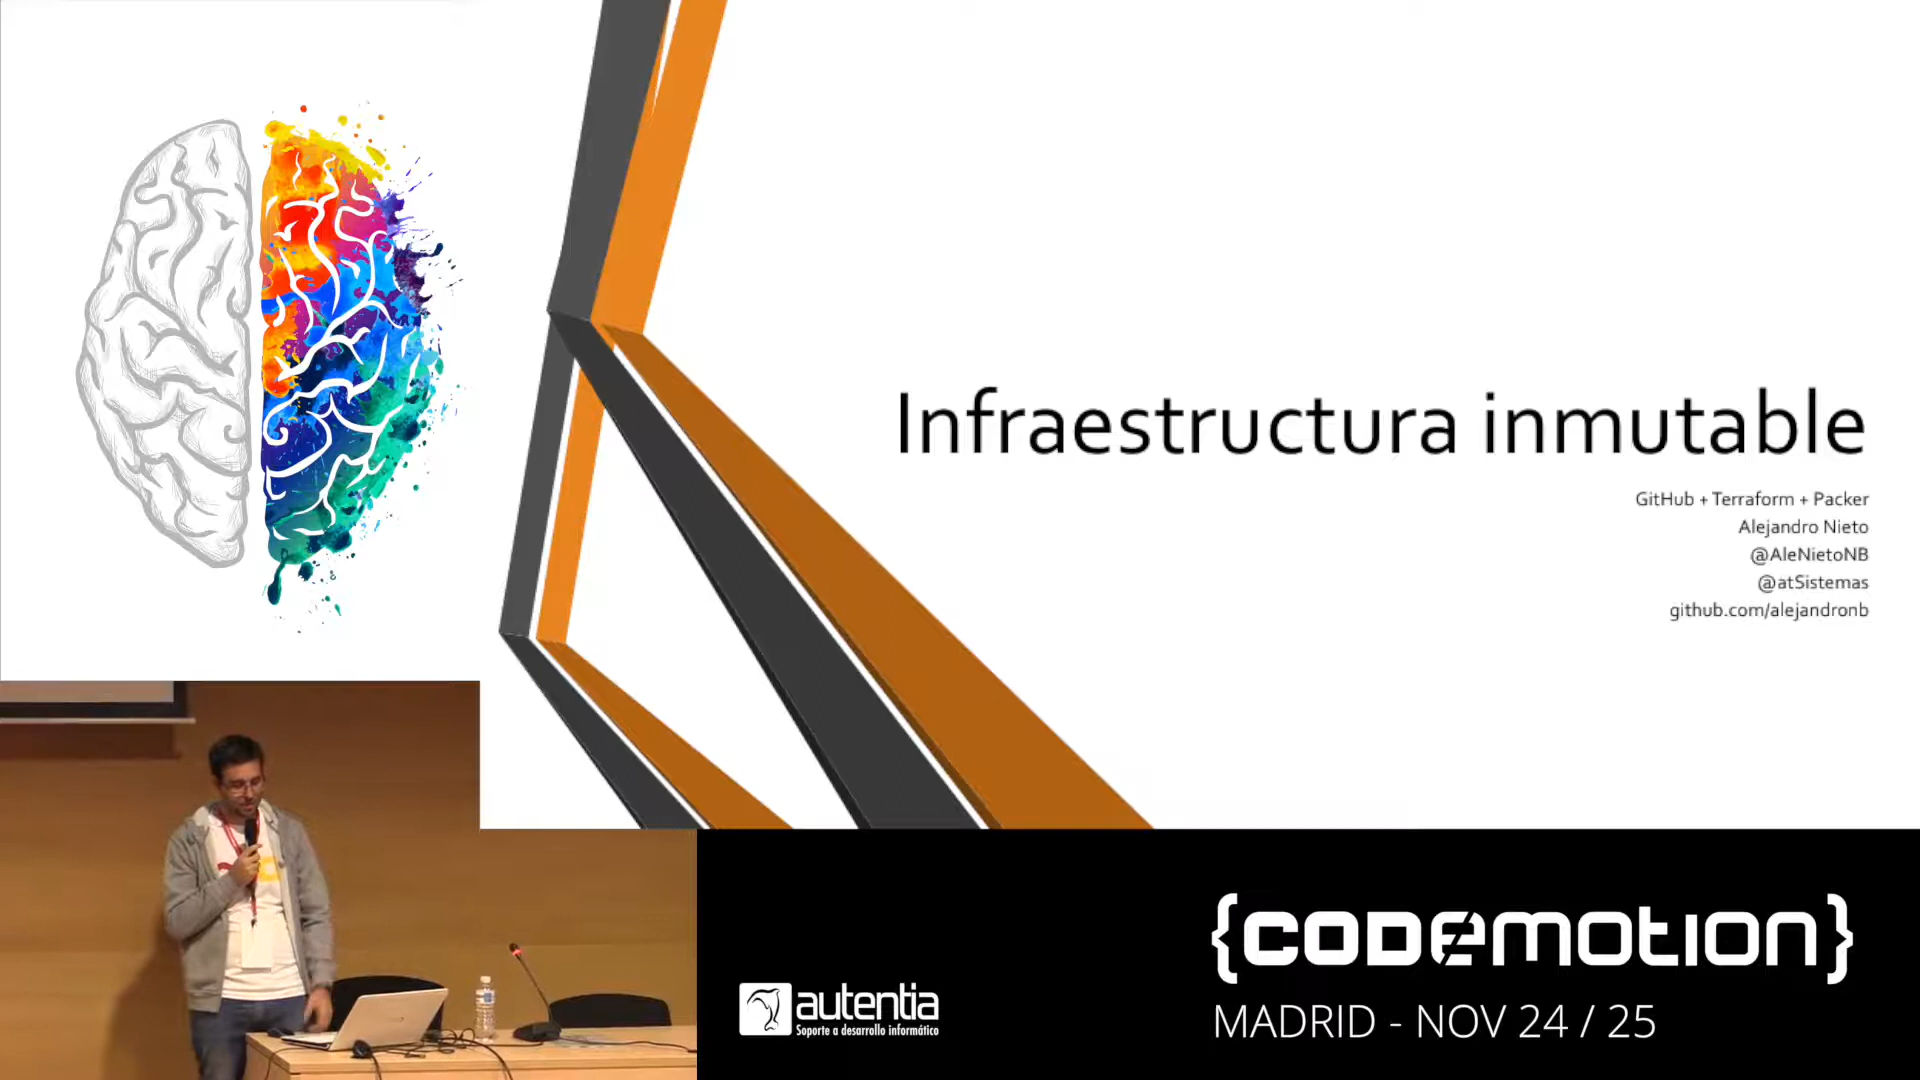 Infraestructura inmutable
GitHub + Terraform + Packer
Alejandro Nieto
@AleNietoNB
@atSistemas
github.com/alejandronb
{CODEMOTION}
MADRID - NOV 24 / 25
autentia
Soporte a desarrollo informático